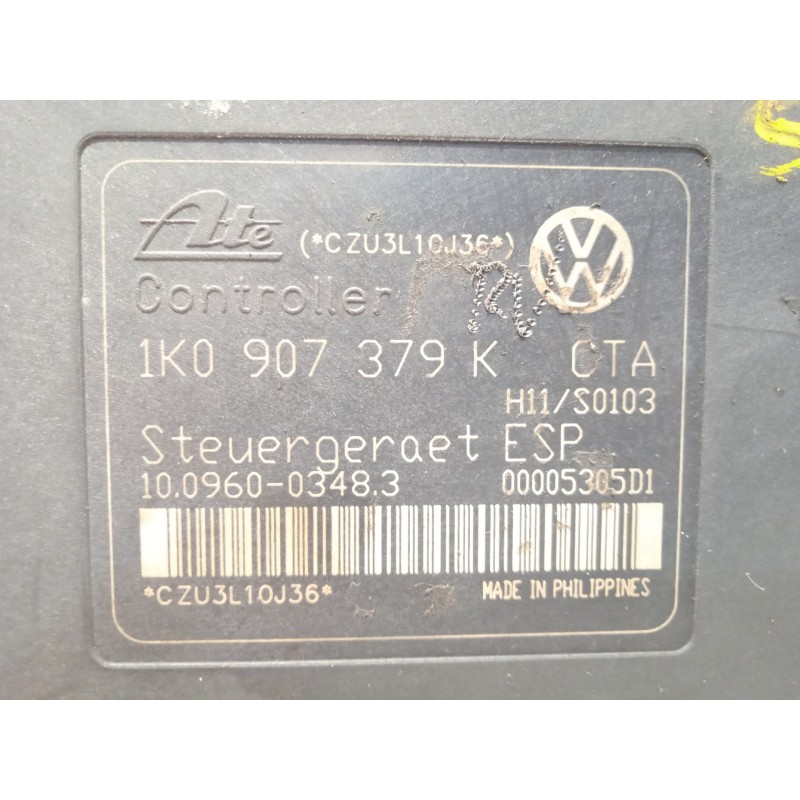 Ate (*CZU3L10J36*)
Controller
1K0 907 379 K OTA
H11/S0103
Steuergeraet ESP
10.0960-0348.3 00005305D1
*CZU3L10J36* MADE IN PHILIPPINES